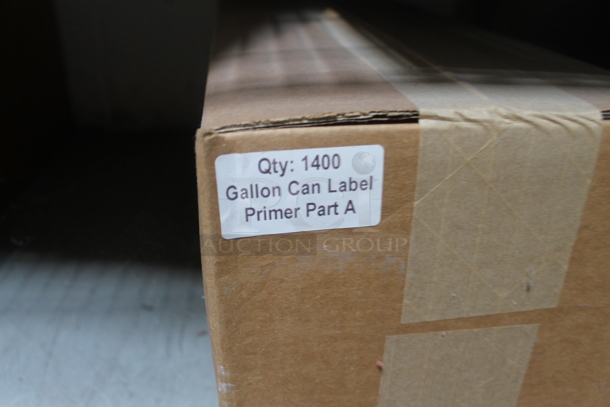 Qty: 1400
Gallon Can Label
Primer Part A
AUCTION GROUP